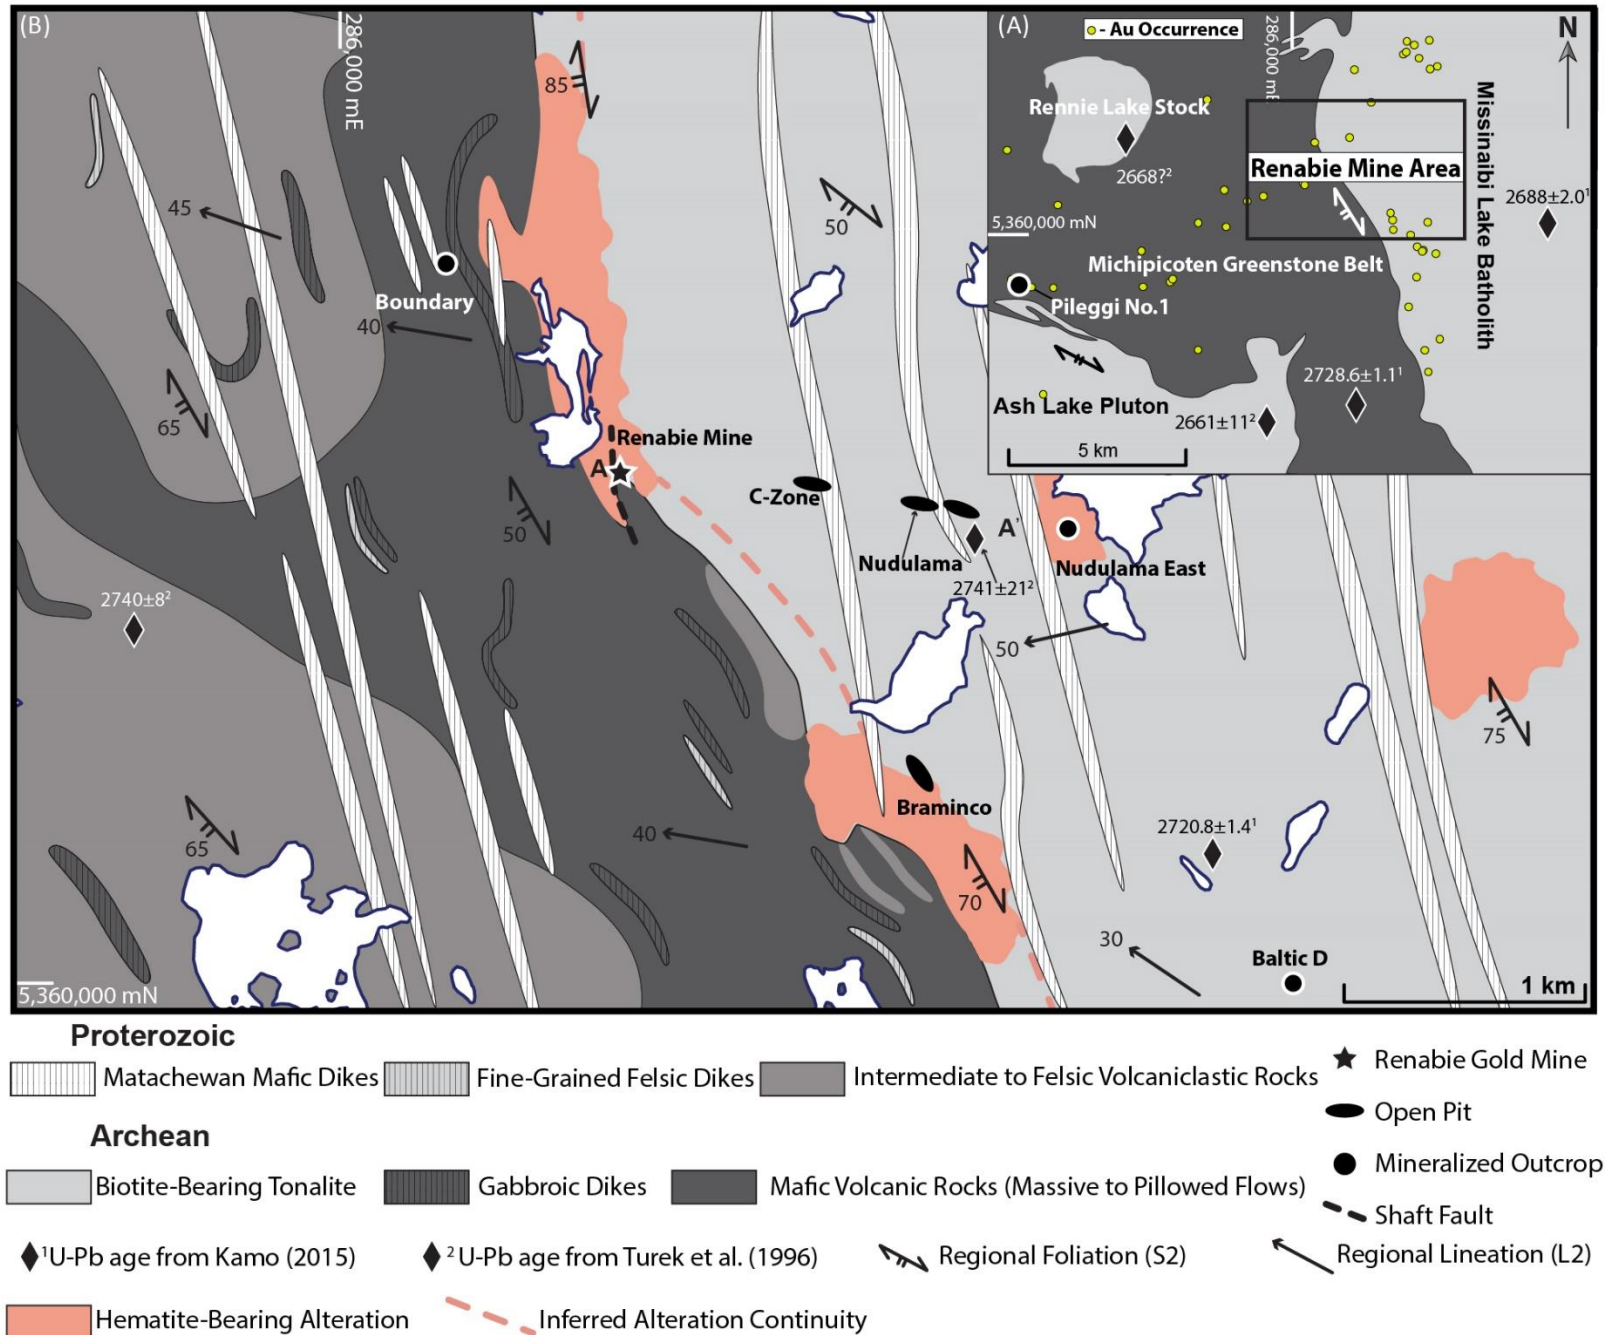 (B)
286,000 mE
85
45
50
Boundary
40
65
Renabie Mine
A
50
C-Zone
Nudulama
A'
Nudulama East
2741±21²
50
2740±8²
75
Braminco
40
65
2720.8±1.4¹
70
30
Baltic D
5,360,000 mN
1 km
(A)
- Au Occurrence
286,000 mE
N
Rennie Lake Stock
2668?²
Renabie Mine Area
Missinaibi Lake Batholith
2688±2.0¹
5,360,000 mN
Michipicoten Greenstone Belt
Pileggi No.1
2728.6±1.1¹
Ash Lake Pluton
2661±11²
5 km
Proterozoic
Matachewan Mafic Dikes
Fine-Grained Felsic Dikes
Intermediate to Felsic Volcaniclastic Rocks
Archean
Biotite-Bearing Tonalite
Gabbroic Dikes
Mafic Volcanic Rocks (Massive to Pillowed Flows)
¹U-Pb age from Kamo (2015)
² U-Pb age from Turek et al. (1996)
Regional Foliation (S2)
Hematite-Bearing Alteration
Inferred Alteration Continuity
Renabie Gold Mine
Open Pit
Mineralized Outcrop
Shaft Fault
Regional Lineation (L2)